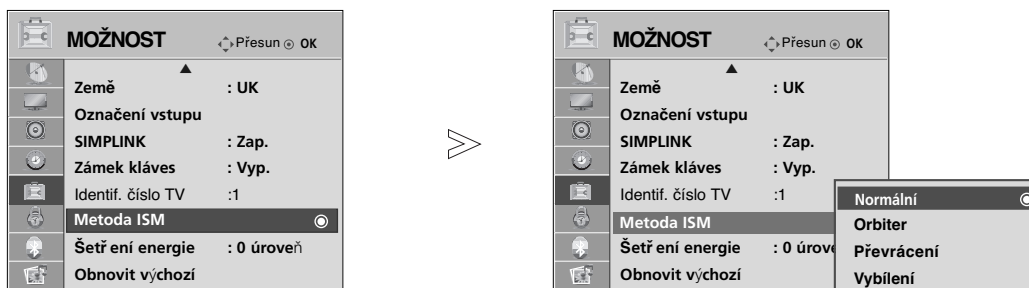 MOŽNOST Přesun OK
Země : UK
Označení vstupu
SIMPLINK : Zap.
Zámek kláves : Vyp.
Identif. číslo TV :1
Metoda ISM
Šetř ení energie : 0 úroveň
Obnovit výchozí
MOŽNOST Přesun OK
Země : UK
Označení vstupu
SIMPLINK : Zap.
Zámek kláves : Vyp.
Identif. číslo TV :1
Metoda ISM
Šetř ení energie : 0 úrove
Obnovit výchozí
Normální
Orbiter
Převrácení
Vybílení